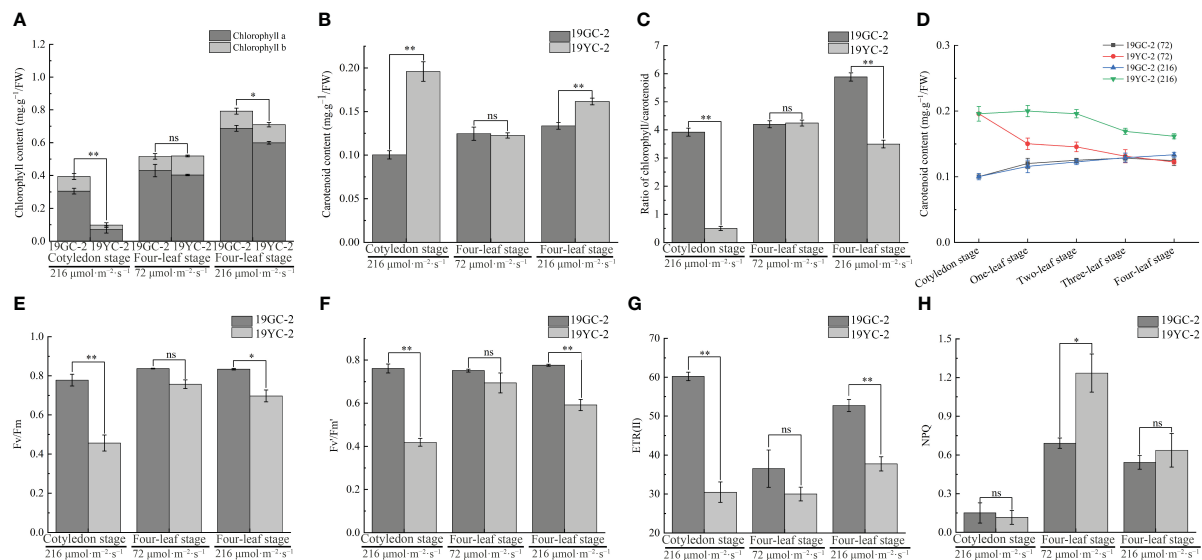 A
Chlorophyll content (mg.g⁻¹/FW)
1.2
1.0
0.8
0.6
0.4
0.2
0.0
Chlorophyll a
Chlorophyll b
**
ns
*
19GC-2 19YC-2 19GC-2 19YC-2 19GC-2 19YC-2
Cotyledon stage Four-leaf stage Four-leaf stage
216 μmol·m⁻²·s⁻¹ 72 μmol·m⁻²·s⁻¹ 216 μmol·m⁻²·s⁻¹
B
Carotenoid content (mg.g⁻¹/FW)
0.20
0.15
0.10
0.05
0.00
19GC-2
19YC-2
**
ns
**
Cotyledon stage Four-leaf stage Four-leaf stage
216 μmol·m⁻²·s⁻¹ 72 μmol·m⁻²·s⁻¹ 216 μmol·m⁻²·s⁻¹
C
Ratio of chlorophyll/carotenoid
7
6
5
4
3
2
1
0
19GC-2
19YC-2
**
ns
**
Cotyledon stage Four-leaf stage Four-leaf stage
216 μmol·m⁻²·s⁻¹ 72 μmol·m⁻²·s⁻¹ 216 μmol·m⁻²·s⁻¹
D
Carotenoid content (mg.g⁻¹/FW)
0.3
0.2
0.1
0.0
19GC-2 (72)
19YC-2 (72)
19GC-2 (216)
19YC-2 (216)
Cotyledon stage
One-leaf stage
Two-leaf stage
Three-leaf stage
Four-leaf stage
E
Fv/Fm
1.0
0.8
0.6
0.4
0.2
0.0
19GC-2
19YC-2
**
ns
*
Cotyledon stage Four-leaf stage Four-leaf stage
216 μmol·m⁻²·s⁻¹ 72 μmol·m⁻²·s⁻¹ 216 μmol·m⁻²·s⁻¹
F
Fv'/Fm'
0.8
0.6
0.4
0.2
0.0
19GC-2
19YC-2
**
ns
**
Cotyledon stage Four-leaf stage Four-leaf stage
216 μmol·m⁻²·s⁻¹ 72 μmol·m⁻²·s⁻¹ 216 μmol·m⁻²·s⁻¹
G
ETR(II)
70
60
50
40
30
20
19GC-2
19YC-2
**
ns
**
Cotyledon stage Four-leaf stage Four-leaf stage
216 μmol·m⁻²·s⁻¹ 72 μmol·m⁻²·s⁻¹ 216 μmol·m⁻²·s⁻¹
H
NPQ
1.5
1.2
0.9
0.6
0.3
0.0
19GC-2
19YC-2
ns
*
ns
Cotyledon stage Four-leaf stage Four-leaf stage
216 μmol·m⁻²·s⁻¹ 72 μmol·m⁻²·s⁻¹ 216 μmol·m⁻²·s⁻¹